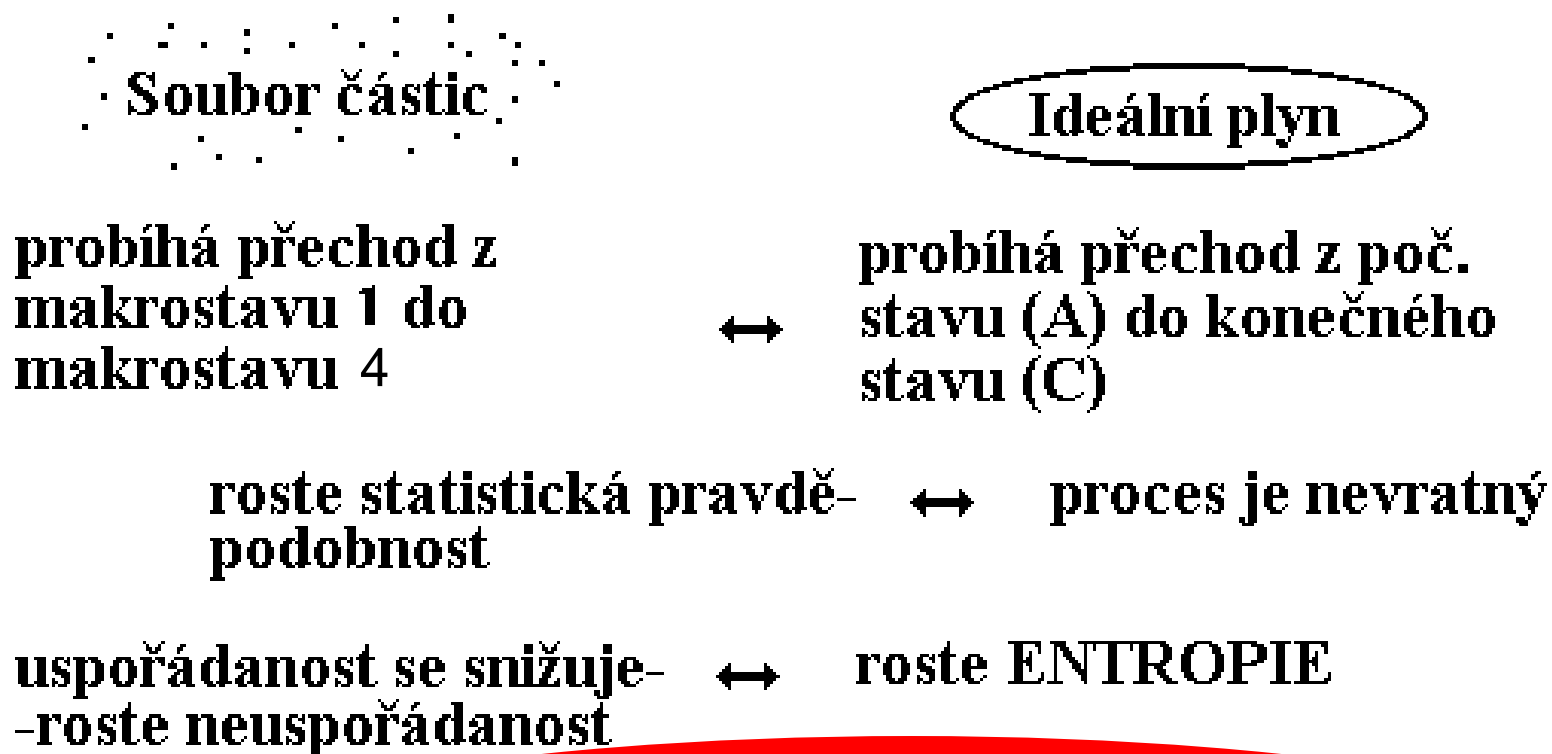 Soubor částic
Ideální plyn
probíhá přechod z
makrostavu 1 do
makrostavu 4
probíhá přechod z poč.
stavu (A) do konečného
stavu (C)
roste statistická pravdě-
podobnost
proces je nevratný
uspořádanost se snižuje-
-roste neuspořádanost
roste ENTROPIE